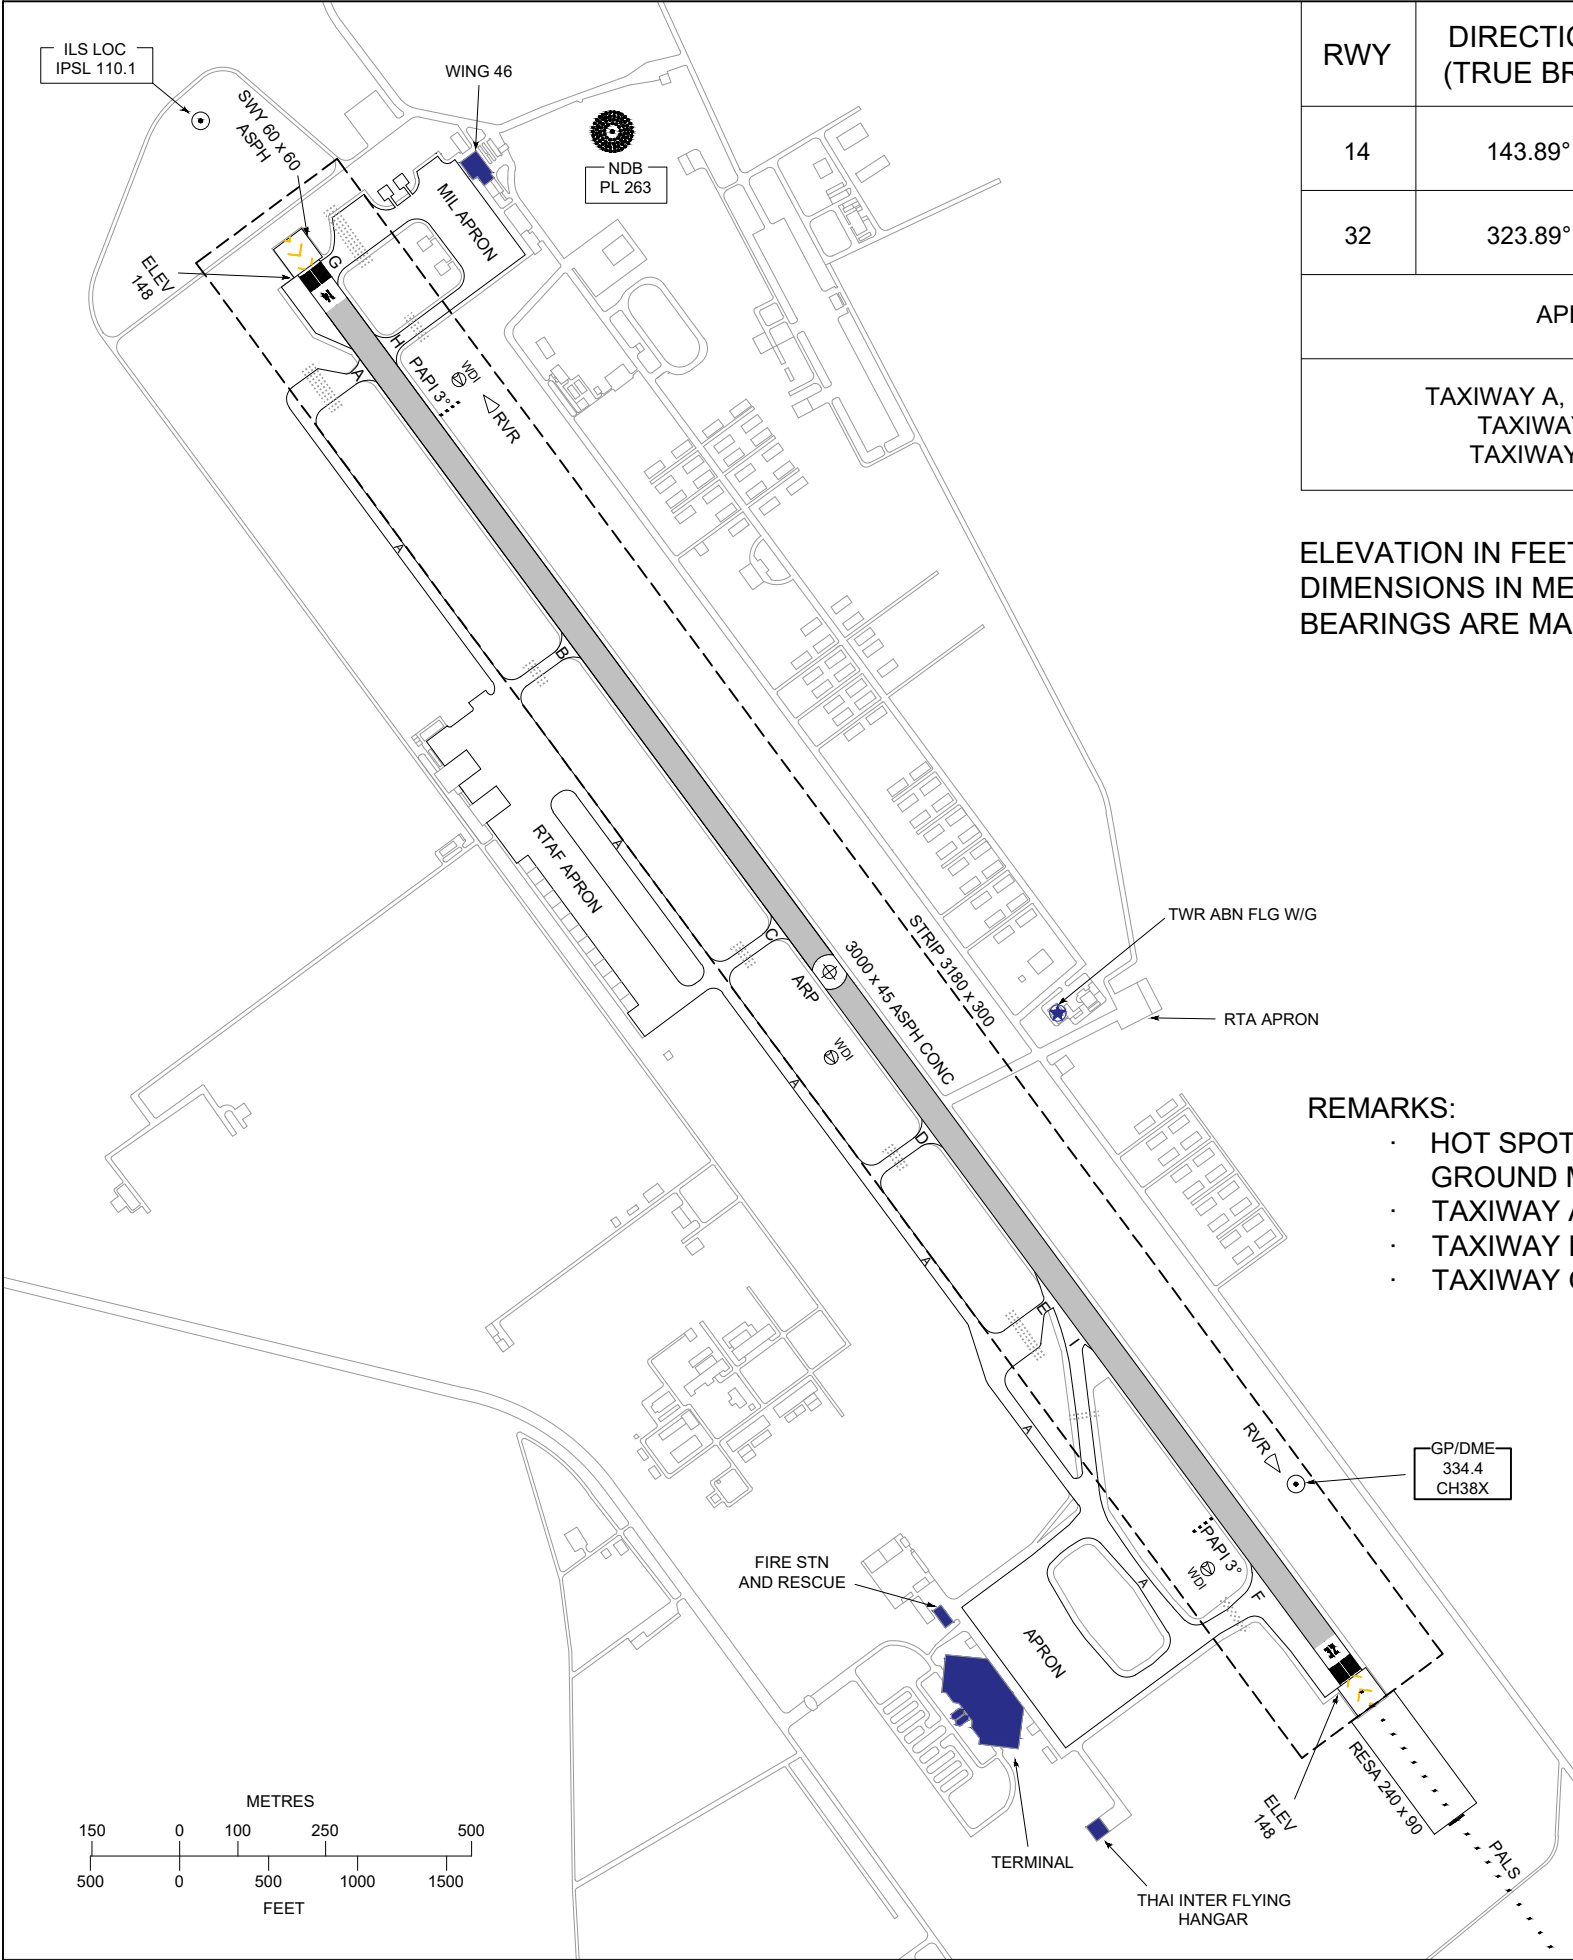 ILS LOC
IPSL 110.1
SWY 60 x 60
ASPH
WING 46
NDB
PL 263
MIL APRON
ELEV
148
G
H
A
PAPI 3°
WDI
RVR
A
B
RTAF APRON
A
C
ARP
WDI
3000 x 45 ASPH CONC
STRIP 3180 x 300
TWR ABN FLG W/G
RTA APRON
A
D
A
E
I
A
RVR
GP/DME
334.4
CH38X
PAPI 3°
WDI
A
F
FIRE STN
AND RESCUE
APRON
TERMINAL
THAI INTER FLYING
HANGAR
ELEV
148
RESA 240 x 90
PALS
METRES
150 0 100 250 500
500 0 500 1000 1500
FEET
RWY
DIRECTIO
(TRUE BR
14 143.89°
32 323.89°
TAXIWAY A,
TAXIWAY
TAXIWAY
ELEVATION IN FEET
DIMENSIONS IN ME
BEARINGS ARE MA
REMARKS:
· HOT SPOT
GROUND M
· TAXIWAY A
· TAXIWAY
· TAXIWAY